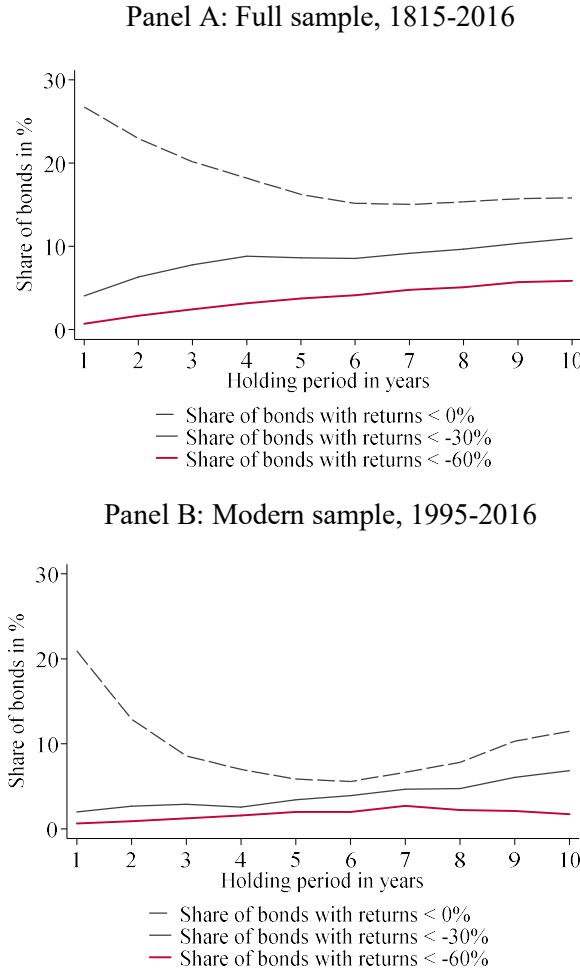 Panel A: Full sample, 1815-2016
30
20
10
0
Share of bonds in %
1 2 3 4 5 6 7 8 9 10
Holding period in years
Share of bonds with returns < 0%
Share of bonds with returns < -30%
Share of bonds with returns < -60%
Panel B: Modern sample, 1995-2016
30
20
10
0
Share of bonds in %
1 2 3 4 5 6 7 8 9 10
Holding period in years
Share of bonds with returns < 0%
Share of bonds with returns < -30%
Share of bonds with returns < -60%